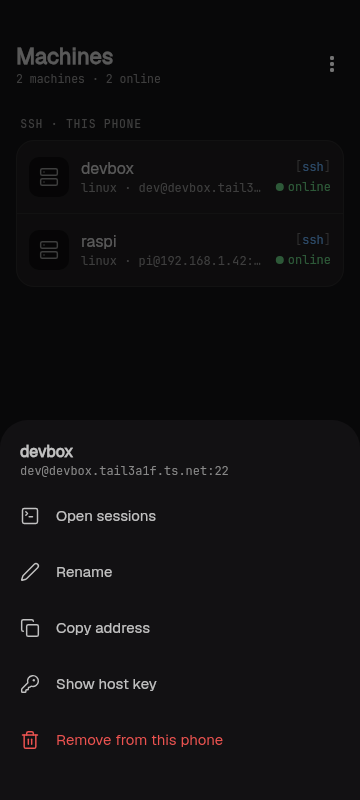 Machines
2 machines · 2 online
SSH · THIS PHONE
devbox
[ssh]
linux · dev@devbox.tail3…
online
raspi
[ssh]
linux · pi@192.168.1.42:…
online
devbox
dev@devbox.tail3a1f.ts.net:22
Open sessions
Rename
Copy address
Show host key
Remove from this phone